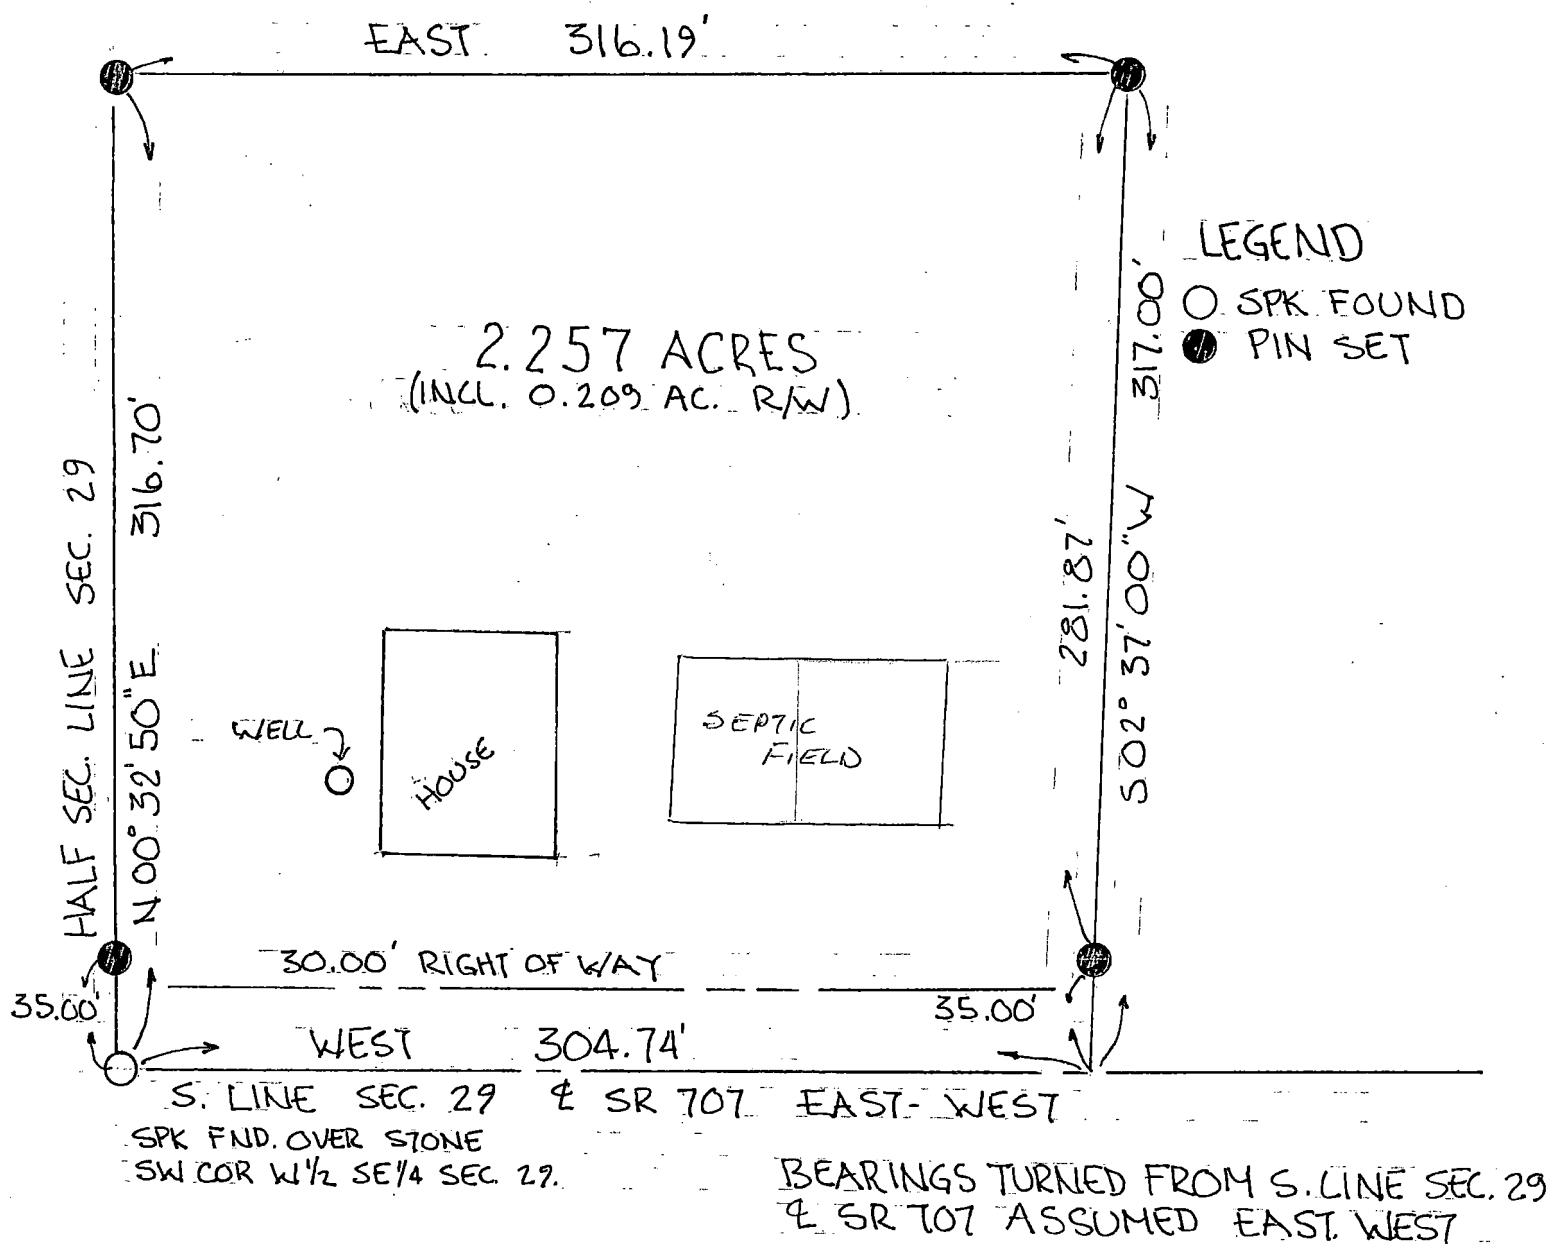 EAST 316.19'
LEGEND
SPK FOUND
PIN SET
2.257 ACRES
(INCL. 0.209 AC. R/W)
HALF SEC. LINE SEC. 29
N 00° 32' 50" E 316.70'
281.87'
S 02° 37' 00" W 317.00'
WELL
HOUSE
SEPTIC
FIELD
30.00' RIGHT OF WAY
35.00'
35.00'
WEST 304.74'
S. LINE SEC. 29 ℄ SR 707 EAST-WEST
SPK FND. OVER STONE
SW COR W 1/2 SE 1/4 SEC. 29.
BEARINGS TURNED FROM S. LINE SEC. 29
℄ SR 707 ASSUMED EAST. WEST